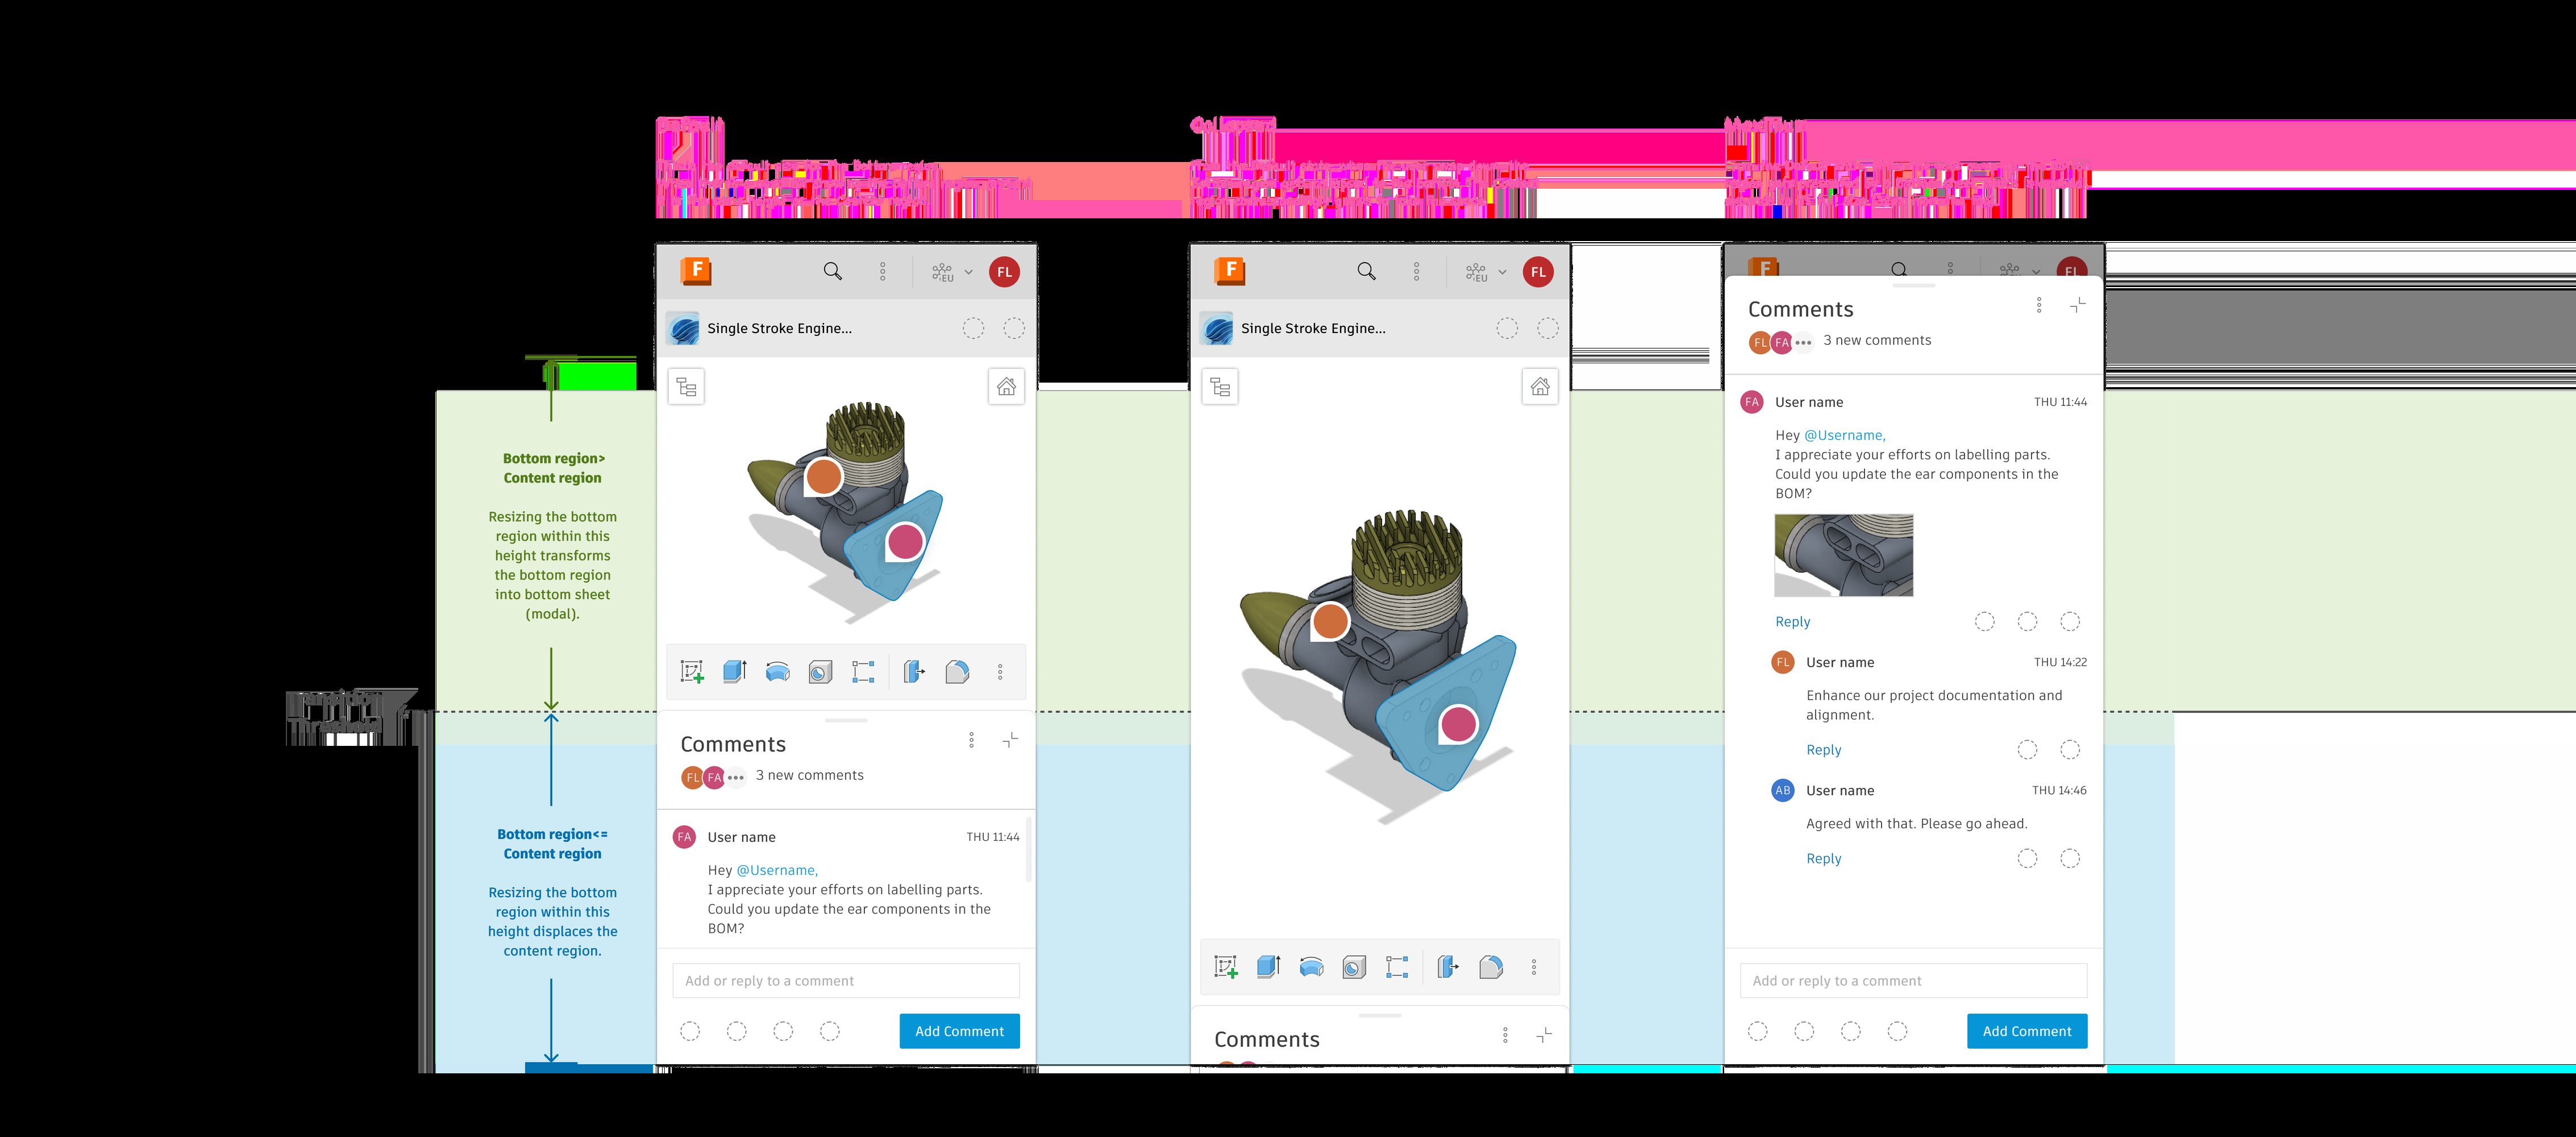 Bottom region>
Content region
Resizing the bottom
region within this
height transforms
the bottom region
into bottom sheet
(modal).
Bottom region<=
Content region
Resizing the bottom
region within this
height displaces the
content region.
F
EU
FL
Single Stroke Engine...
Comments
FL FA 3 new comments
FA User name THU 11:44
Hey @Username,
I appreciate your efforts on labelling parts.
Could you update the ear components in the
BOM?
Add or reply to a comment
Add Comment
F
EU
FL
Single Stroke Engine...
Comments
Comments
FL FA 3 new comments
FA User name THU 11:44
Hey @Username,
I appreciate your efforts on labelling parts.
Could you update the ear components in the
BOM?
Reply
FL User name THU 14:22
Enhance our project documentation and
alignment.
Reply
AB User name THU 14:46
Agreed with that. Please go ahead.
Reply
Add or reply to a comment
Add Comment